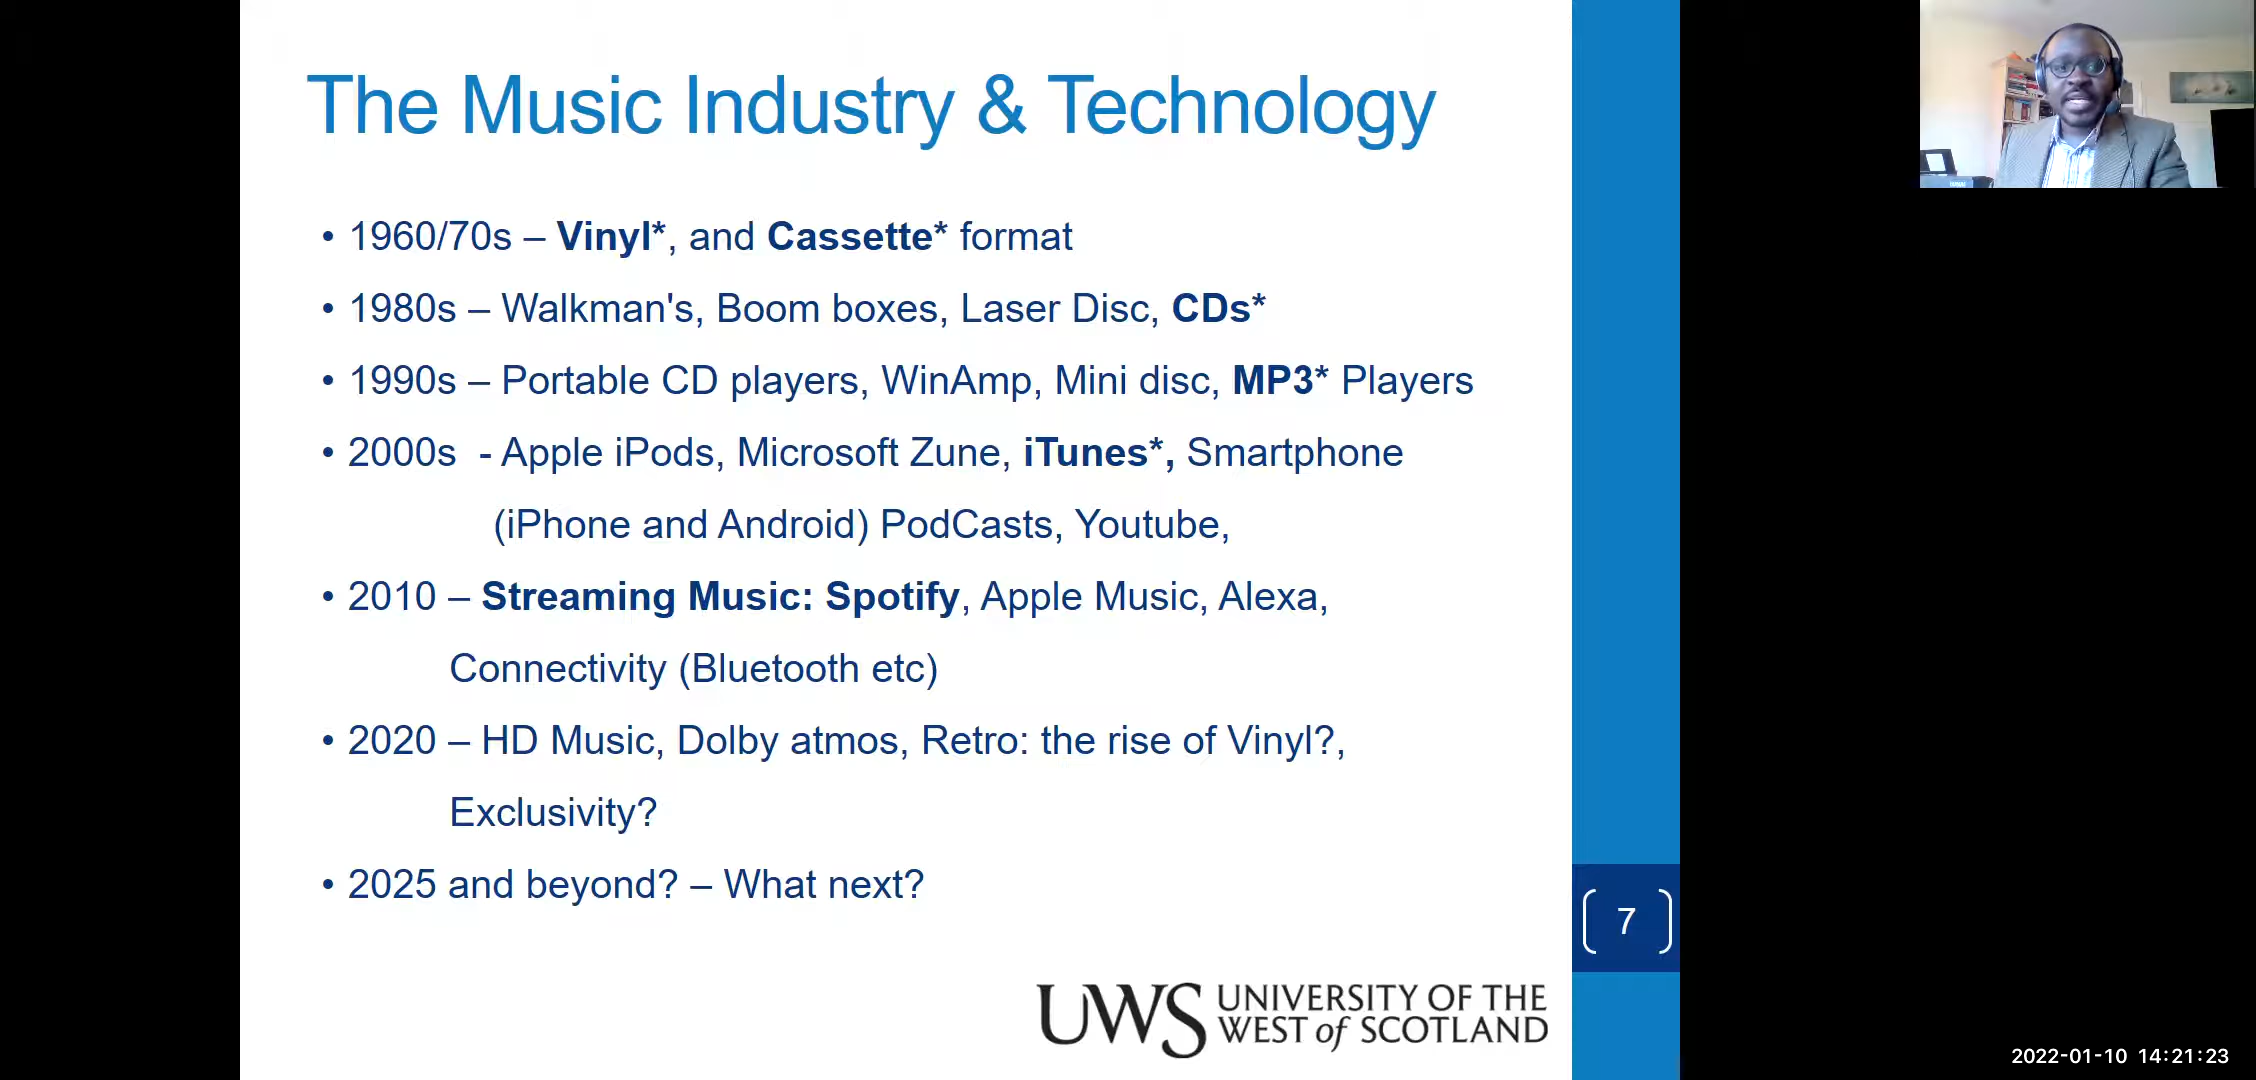 The Music Industry & Technology
• 1960/70s – Vinyl*, and Cassette* format
• 1980s – Walkman's, Boom boxes, Laser Disc, CDs*
• 1990s – Portable CD players, WinAmp, Mini disc, MP3* Players
• 2000s - Apple iPods, Microsoft Zune, iTunes*, Smartphone
(iPhone and Android) PodCasts, Youtube,
• 2010 – Streaming Music: Spotify, Apple Music, Alexa,
Connectivity (Bluetooth etc)
• 2020 – HD Music, Dolby atmos, Retro: the rise of Vinyl?,
Exclusivity?
• 2025 and beyond? – What next?
7
UWS UNIVERSITY OF THE
WEST of SCOTLAND
2022-01-10 14:21:23